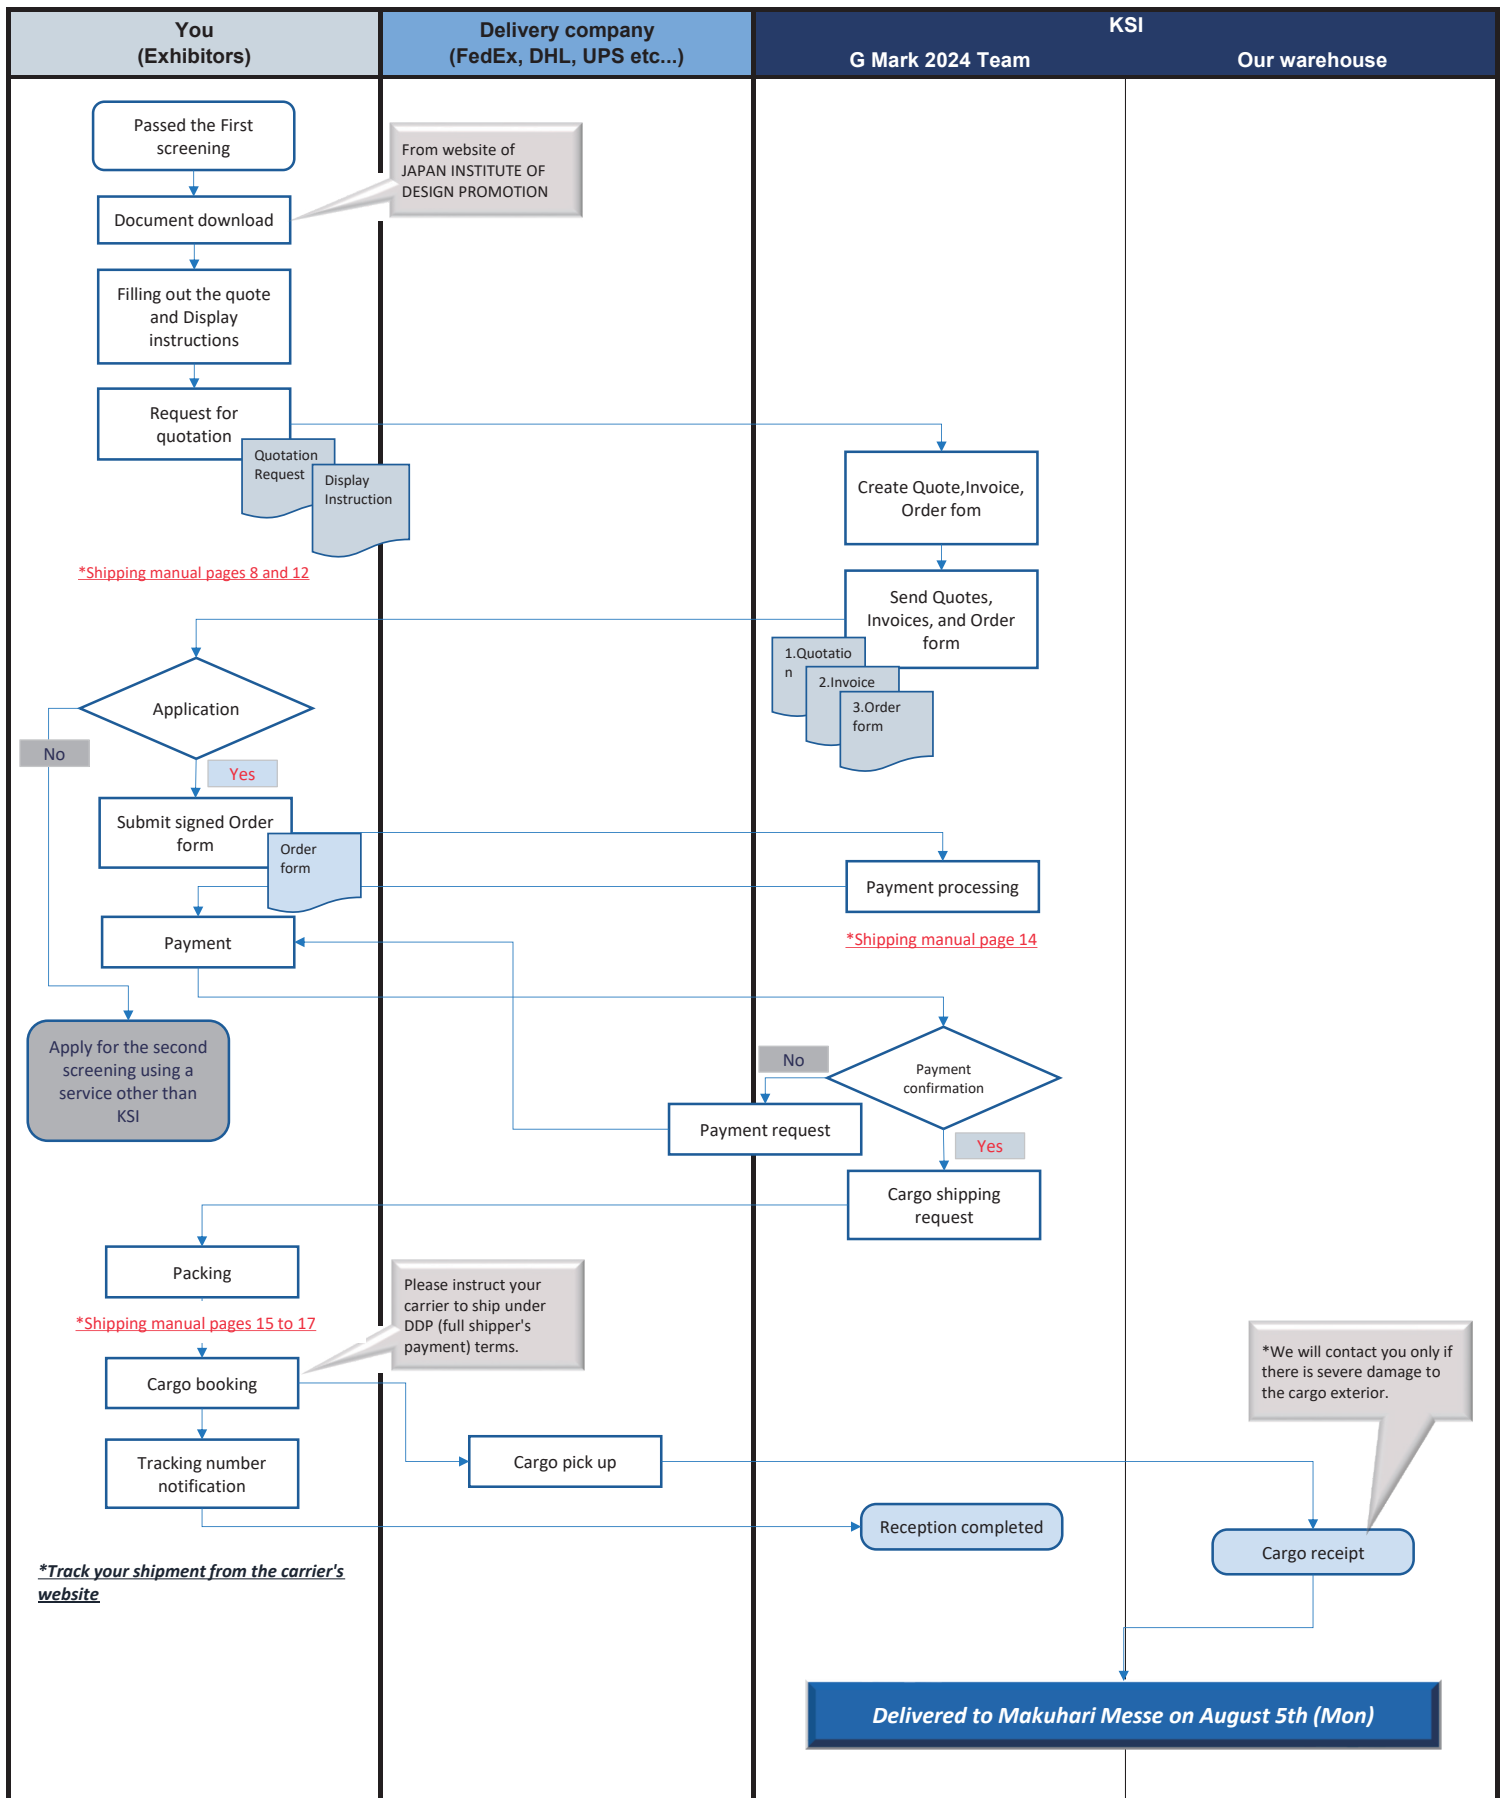 You
(Exhibitors)
Delivery company
(FedEx, DHL, UPS etc...)
KSI
G Mark 2024 Team
Our warehouse
Passed the First
screening
From website of
JAPAN INSTITUTE OF
DESIGN PROMOTION
Document download
Filling out the quote
and Display
instructions
Request for
quotation
Quotation
Request
Display
Instruction
Create Quote,Invoice,
Order fom
*Shipping manual pages 8 and 12
Send Quotes,
Invoices, and Order
form
1.Quotatio
n
2.Invoice
3.Order
form
Application
No
Yes
Submit signed Order
form
Order
form
Payment processing
*Shipping manual page 14
Payment
Apply for the second
screening using a
service other than
KSI
No
Payment
confirmation
Payment request
Yes
Cargo shipping
request
Packing
*Shipping manual pages 15 to 17
Please instruct your
carrier to ship under
DDP (full shipper's
payment) terms.
Cargo booking
*We will contact you only if
there is severe damage to
the cargo exterior.
Tracking number
notification
Cargo pick up
Reception completed
Cargo receipt
*Track your shipment from the carrier's
website
Delivered to Makuhari Messe on August 5th (Mon)